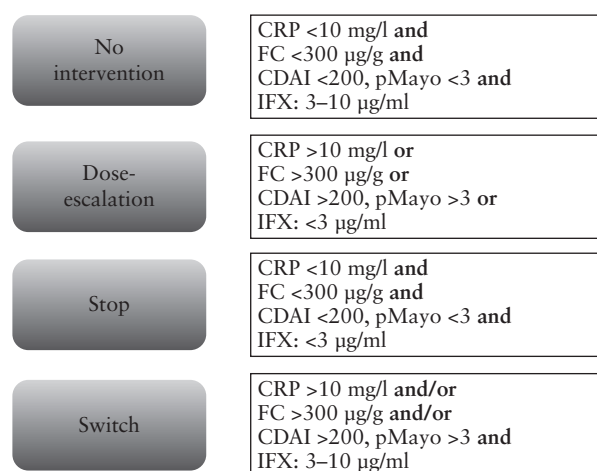 No
intervention
CRP <10 mg/l and
FC <300 µg/g and
CDAI <200, pMayo <3 and
IFX: 3–10 µg/ml
Dose-
escalation
CRP >10 mg/l or
FC >300 µg/g or
CDAI >200, pMayo >3 or
IFX: <3 µg/ml
Stop
CRP <10 mg/l and
FC <300 µg/g and
CDAI <200, pMayo <3 and
IFX: <3 µg/ml
Switch
CRP >10 mg/l and/or
FC >300 µg/g and/or
CDAI >200, pMayo >3 and
IFX: 3–10 µg/ml